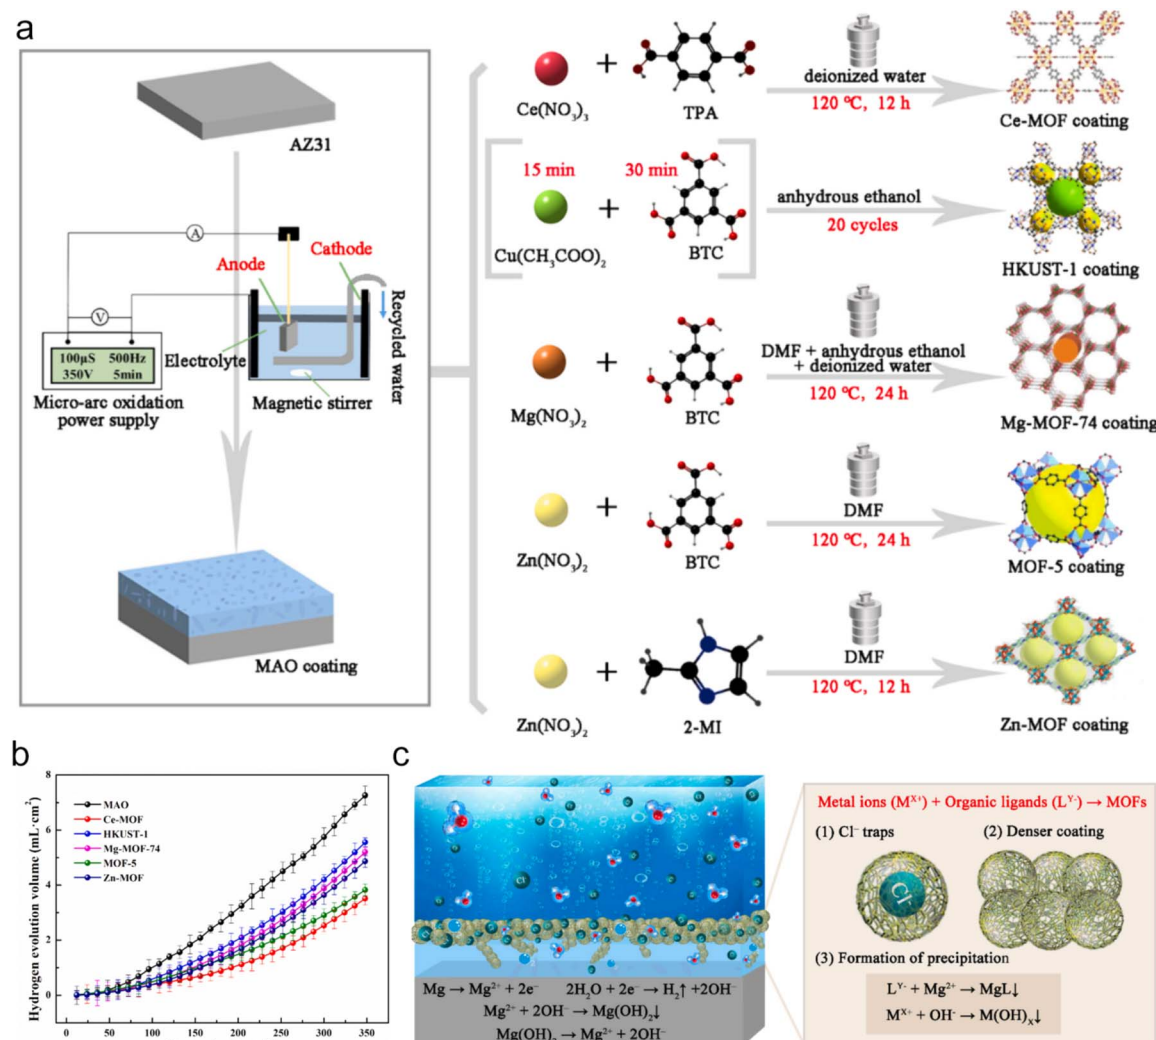 a
AZ31
A
Anode
Cathode
V
Electrolyte
Recycled water
100μS 500Hz
350V 5min
Micro-arc oxidation
power supply
Magnetic stirrer
MAO coating
Ce(NO₃)₃
+
TPA
deionized water
120 ℃, 12 h
Ce-MOF coating
15 min
30 min
Cu(CH₃COO)₂
+
BTC
anhydrous ethanol
20 cycles
HKUST-1 coating
Mg(NO₃)₂
+
BTC
DMF + anhydrous ethanol
+ deionized water
120 ℃, 24 h
Mg-MOF-74 coating
Zn(NO₃)₂
+
BTC
DMF
120 ℃, 24 h
MOF-5 coating
Zn(NO₃)₂
+
2-MI
DMF
120 ℃, 12 h
Zn-MOF coating
b
Hydrogen evolution volume (mL·cm²)
8
6
4
2
0
MAO
Ce-MOF
HKUST-1
Mg-MOF-74
MOF-5
Zn-MOF
0 50 100 150 200 250 300 350
c
Cl⁻
Mg → Mg²⁺ + 2e⁻ 2H₂O + 2e⁻ → H₂↑ +2OH⁻
Mg²⁺ + 2OH⁻ → Mg(OH)₂↓
Mg(OH)₂ → Mg²⁺ + 2OH⁻
Metal ions (Mˣ⁺) + Organic ligands (Lʸ⁻) → MOFs
(1) Cl⁻ traps
(2) Denser coating
Cl⁻
(3) Formation of precipitation
Lʸ⁻ + Mg²⁺ → MgL↓
Mˣ⁺ + OH⁻ → M(OH)ₓ↓